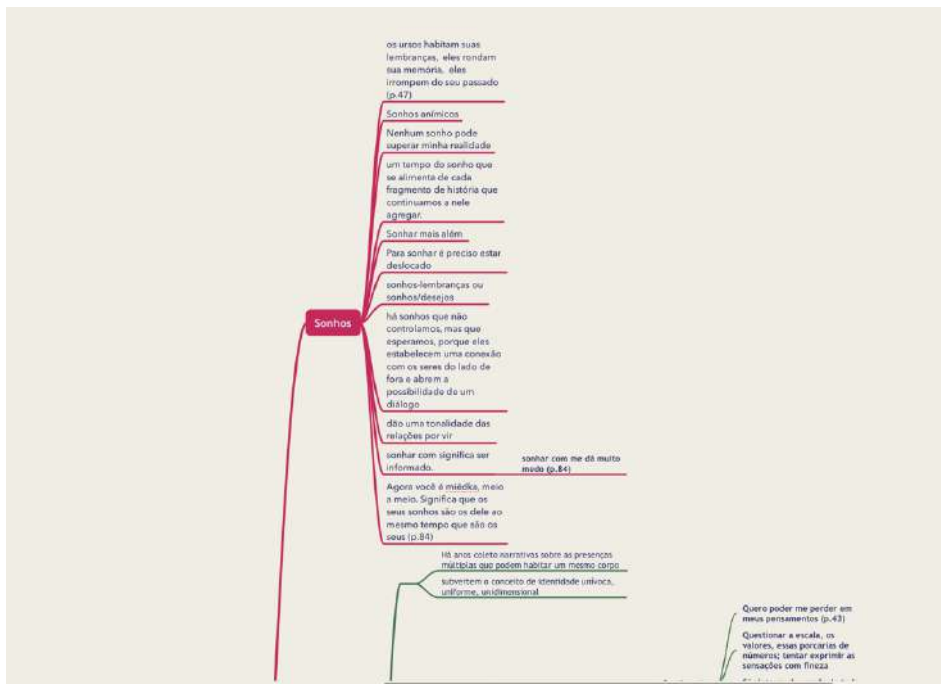 os ursos habitam suas
lembranças, eles rondam
sua memória, eles
irrompem do seu passado
(p.47)
Sonhos anímicos
Nenhum sonho pode
superar minha realidade
um tempo do sonho que
se alimenta de cada
fragmento de história que
continuamos a nele
agregar.
Sonhar mais além
Para sonhar é preciso estar
deslocado
sonhos-lembranças ou
sonhos/desejos
Sonhos
há sonhos que não
controlamos, mas que
esperamos, porque eles
estabelecem uma conexão
com os seres do lado de
fora e abrem a
possibilidade de um
diálogo
dão uma tonalidade das
relações por vir
sonhar com significa ser
informado.
sonhar com me dá muito
medo (p.84)
Agora você é miêdka, meio
a meio. Significa que os
seus sonhos são os dele ao
mesmo tempo que são os
seus (p.84)
Há anos coleto narrativas sobre as presenças
múltiplas que podem habitar um mesmo corpo
subvertem o conceito de identidade unívoca,
uniforme, unidimensional
Quero poder me perder em
meus pensamentos (p.43)
Questionar a escala, os
valores, essas porcarias de
números; tentar exprimir as
sensações com fineza